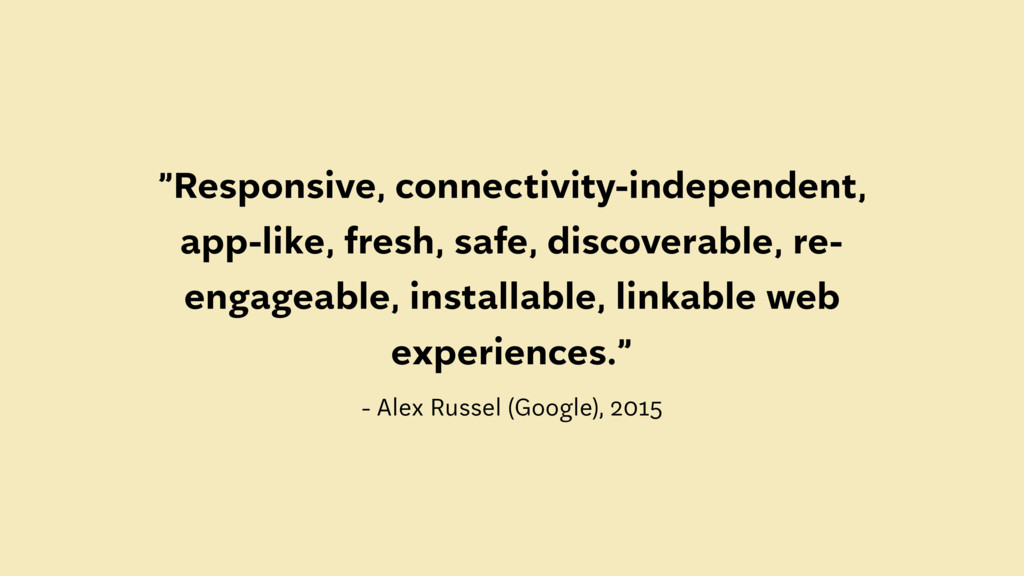 ”Responsive, connectivity-independent,
app-like, fresh, safe, discoverable, re-
engageable, installable, linkable web
experiences.”
- Alex Russel (Google), 2015